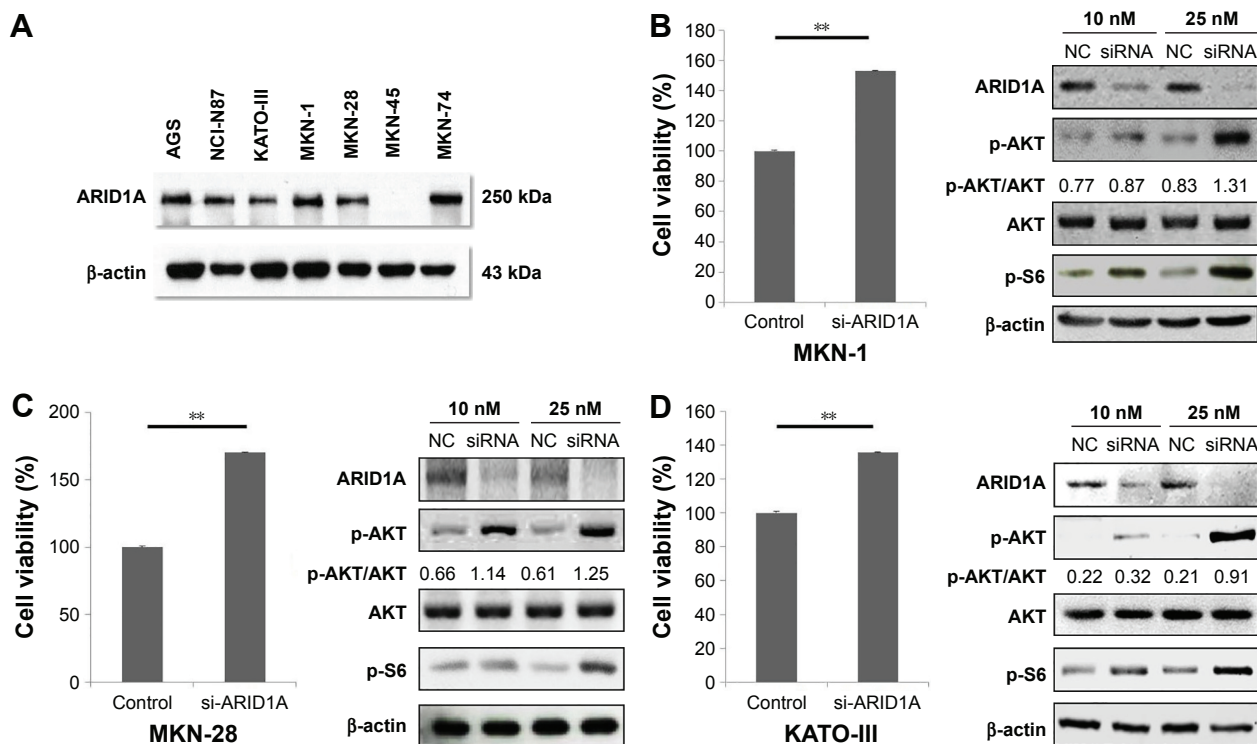 A
AGS
NCI-N87
KATO-III
MKN-1
MKN-28
MKN-45
MKN-74
ARID1A 250 kDa
β-actin 43 kDa
B
Cell viability (%)
180
160
140
120
100
80
60
40
20
0
**
Control si-ARID1A
MKN-1
10 nM 25 nM
NC siRNA NC siRNA
ARID1A
p-AKT
p-AKT/AKT 0.77 0.87 0.83 1.31
AKT
p-S6
β-actin
C
Cell viability (%)
200
150
100
50
0
**
Control si-ARID1A
MKN-28
10 nM 25 nM
NC siRNA NC siRNA
ARID1A
p-AKT
p-AKT/AKT 0.66 1.14 0.61 1.25
AKT
p-S6
β-actin
D
Cell viability (%)
160
140
120
100
80
60
40
20
0
**
Control si-ARID1A
KATO-III
10 nM 25 nM
NC siRNA NC siRNA
ARID1A
p-AKT
p-AKT/AKT 0.22 0.32 0.21 0.91
AKT
p-S6
β-actin